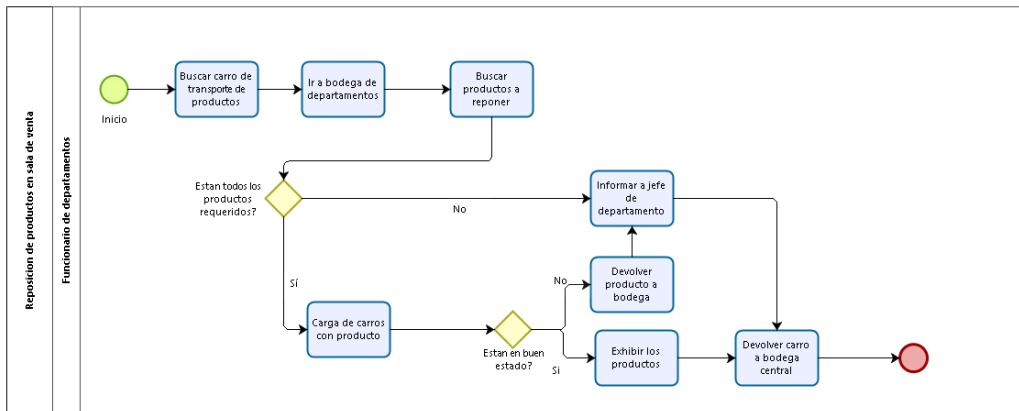 Reposicion de productos en sala de venta
Funcionario de departamentos
Inicio
Buscar carro de
transporte de
productos
Ir a bodega de
departamentos
Buscar
productos a
reponer
Estan todos los
productos
requeridos?
No
Informar a jefe
de
departamento
Sí
Carga de carros
con producto
Estan en buen
estado?
No
Devolver
producto a
bodega
Si
Exhibir los
productos
Devolver carro
a bodega
central